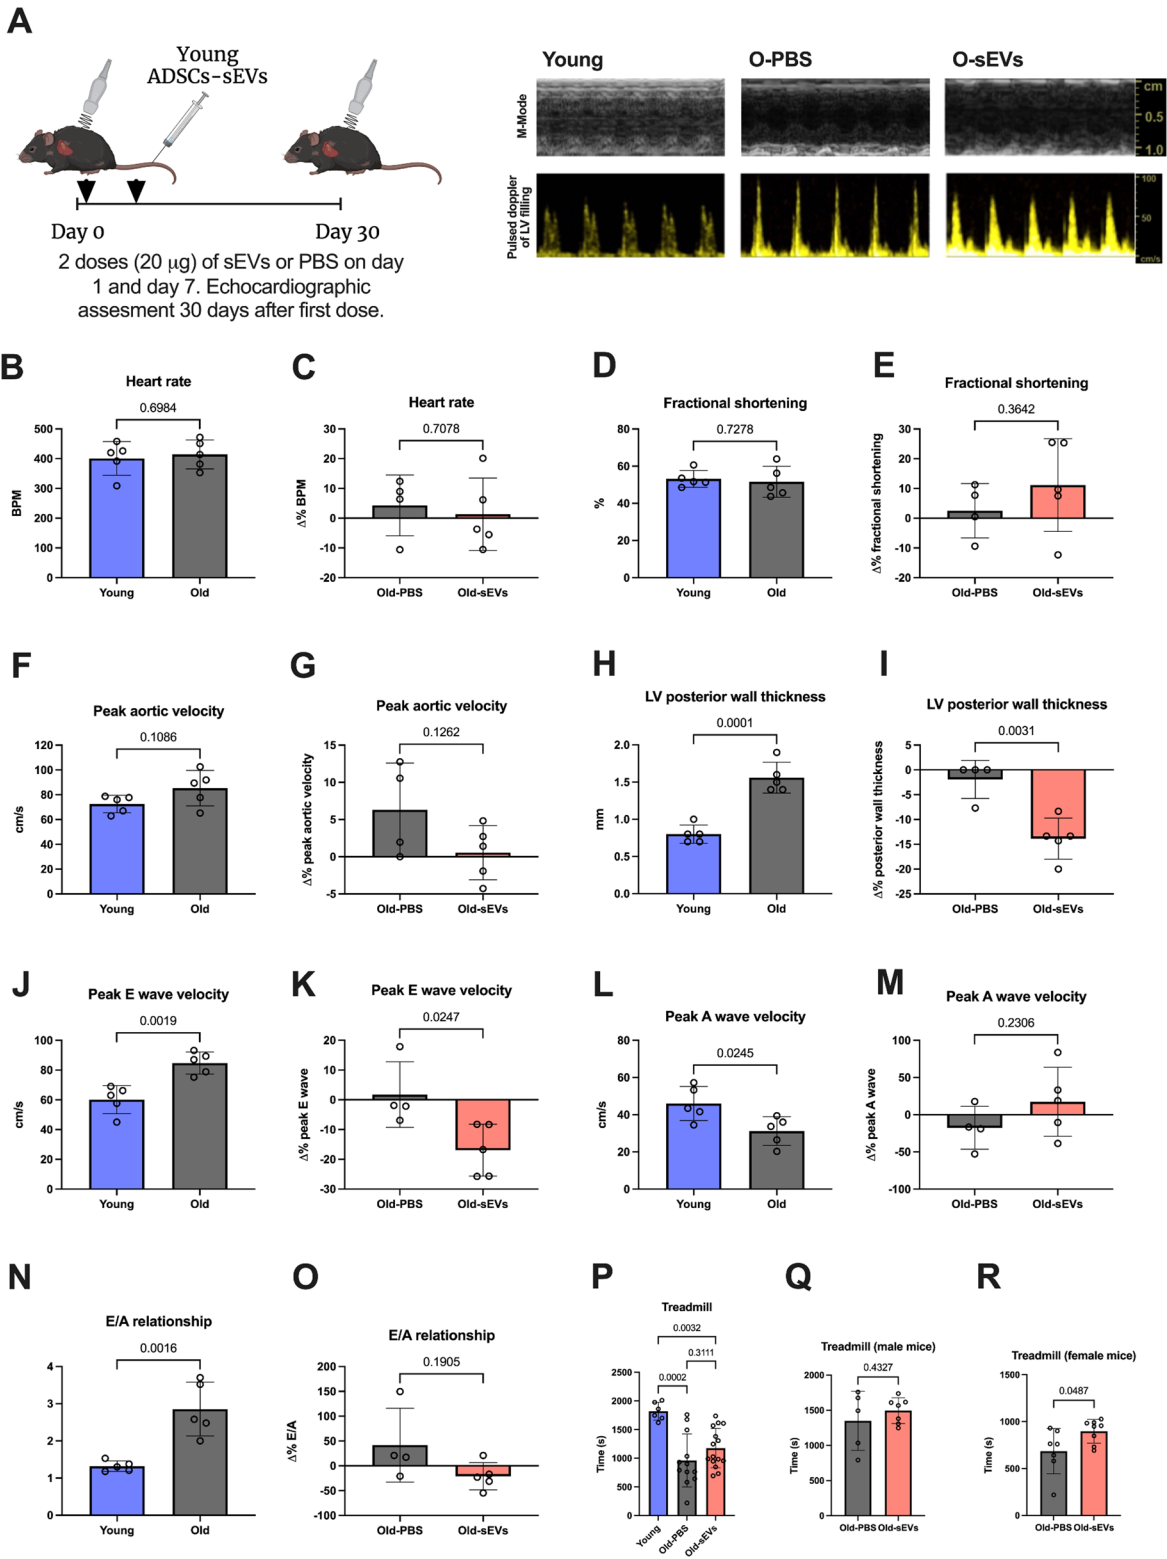 A
Young
ADSCs-sEVs
Day 0
Day 30
2 doses (20 μg) of sEVs or PBS on day
1 and day 7. Echocardiographic
assesment 30 days after first dose.
Young
O-PBS
O-sEVs
M-Mode
cm
0.5
1.0
Pulsed doppler
of LV filling
100
50
cm/s
B
Heart rate
0.6984
BPM
500
400
300
200
100
0
Young
Old
C
Heart rate
0.7078
Δ% BPM
30
20
10
0
-10
-20
Old-PBS
Old-sEVs
D
Fractional shortening
0.7278
%
80
60
40
20
0
Young
Old
E
Fractional shortening
0.3642
Δ% fractional shortening
30
20
10
0
-10
-20
Old-PBS
Old-sEVs
F
Peak aortic velocity
0.1086
cm/s
120
100
80
60
40
20
0
Young
Old
G
Peak aortic velocity
0.1262
Δ% peak aortic velocity
15
10
5
0
-5
Old-PBS
Old-sEVs
H
LV posterior wall thickness
0.0001
mm
2.0
1.5
1.0
0.5
0.0
Young
Old
I
LV posterior wall thickness
0.0031
Δ% posterior wall thickness
5
0
-5
-10
-15
-20
-25
Old-PBS
Old-sEVs
J
Peak E wave velocity
0.0019
cm/s
100
80
60
40
20
0
Young
Old
K
Peak E wave velocity
0.0247
Δ% peak E wave
20
10
0
-10
-20
-30
Old-PBS
Old-sEVs
L
Peak A wave velocity
0.0245
cm/s
80
60
40
20
0
Young
Old
M
Peak A wave velocity
0.2306
Δ% peak A wave
100
50
0
-50
-100
Old-PBS
Old-sEVs
N
E/A relationship
0.0016
4
3
2
1
0
Young
Old
O
E/A relationship
0.1905
Δ% E/A
200
150
100
50
0
-50
-100
Old-PBS
Old-sEVs
P
Treadmill
0.0032
0.3111
0.0002
Time (s)
2500
2000
1500
1000
500
0
Young
Old-PBS
Old-sEVs
Q
Treadmill (male mice)
0.4327
Time (s)
2000
1500
1000
500
0
Old-PBS
Old-sEVs
R
Treadmill (female mice)
0.0487
Time (s)
1500
1000
500
0
Old-PBS
Old-sEVs